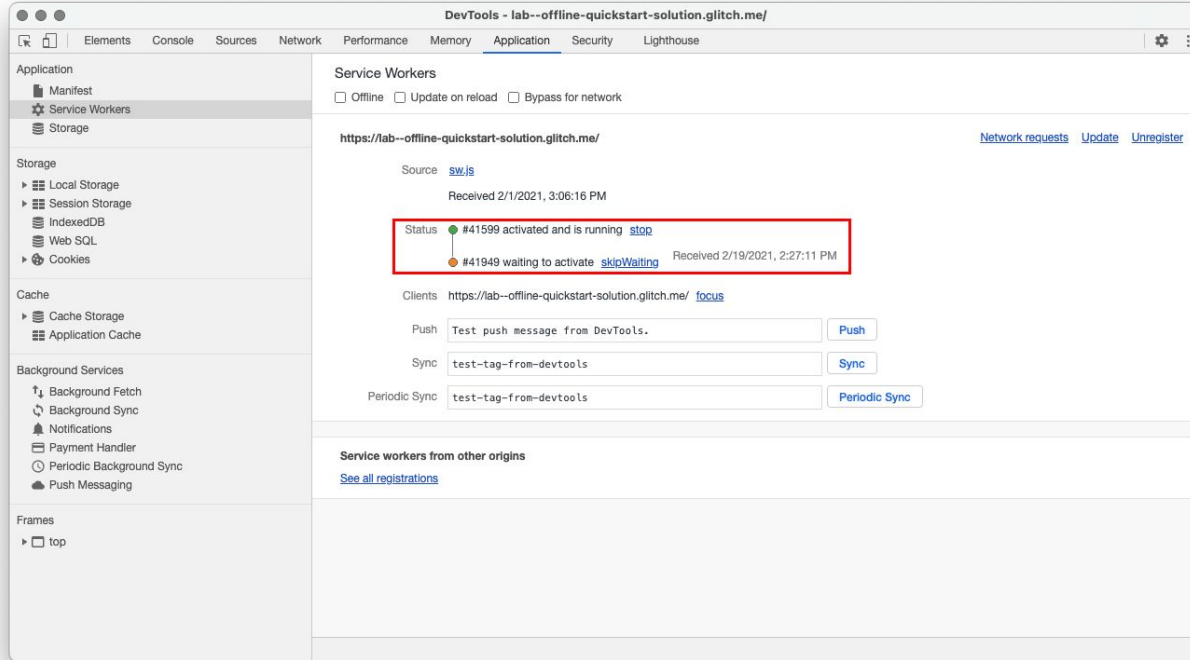 DevTools - lab--offline-quickstart-solution.glitch.me/
Elements Console Sources Network Performance Memory Application Security Lighthouse
Application
Manifest
Service Workers
Storage
Storage
Local Storage
Session Storage
IndexedDB
Web SQL
Cookies
Cache
Cache Storage
Application Cache
Background Services
Background Fetch
Background Sync
Notifications
Payment Handler
Periodic Background Sync
Push Messaging
Frames
top
Service Workers
Offline Update on reload Bypass for network
https://lab--offline-quickstart-solution.glitch.me/ Network requests Update Unregister
Source sw.js
Received 2/1/2021, 3:06:16 PM
Status #41599 activated and is running stop
#41949 waiting to activate skipWaiting Received 2/19/2021, 2:27:11 PM
Clients https://lab--offline-quickstart-solution.glitch.me/ focus
Push Test push message from DevTools. Push
Sync test-tag-from-devtools Sync
Periodic Sync test-tag-from-devtools Periodic Sync
Service workers from other origins
See all registrations